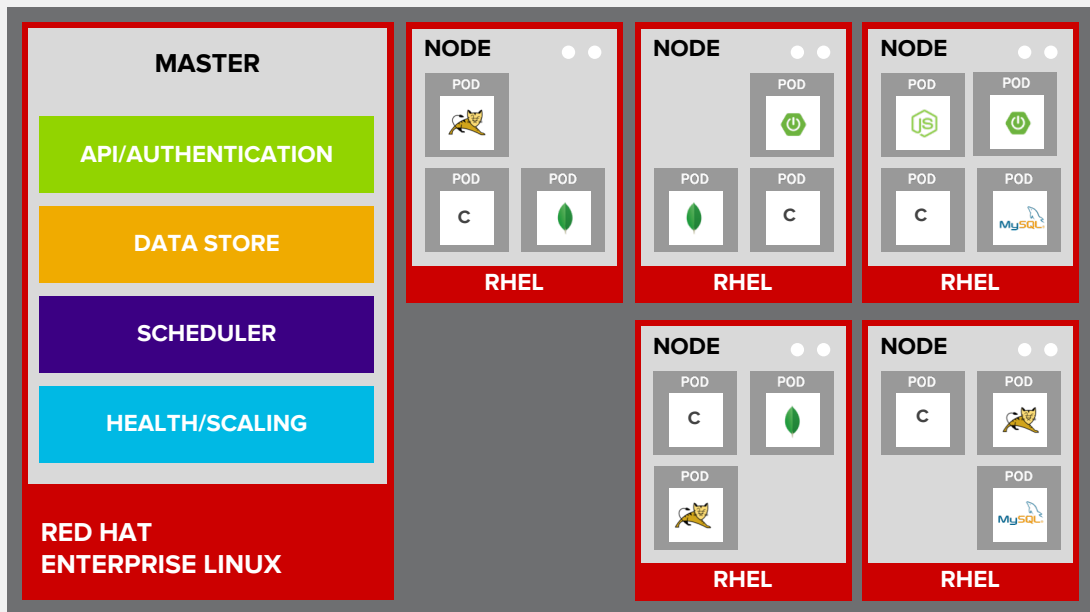 MASTER
API/AUTHENTICATION
DATA STORE
SCHEDULER
HEALTH/SCALING
RED HAT
ENTERPRISE LINUX
NODE
POD
POD
POD
C
RHEL
NODE
POD
POD
POD
C
RHEL
NODE
POD
POD
JS
POD
POD
C
MySQL
RHEL
NODE
POD
POD
C
POD
RHEL
NODE
POD
POD
C
POD
MySQL
RHEL